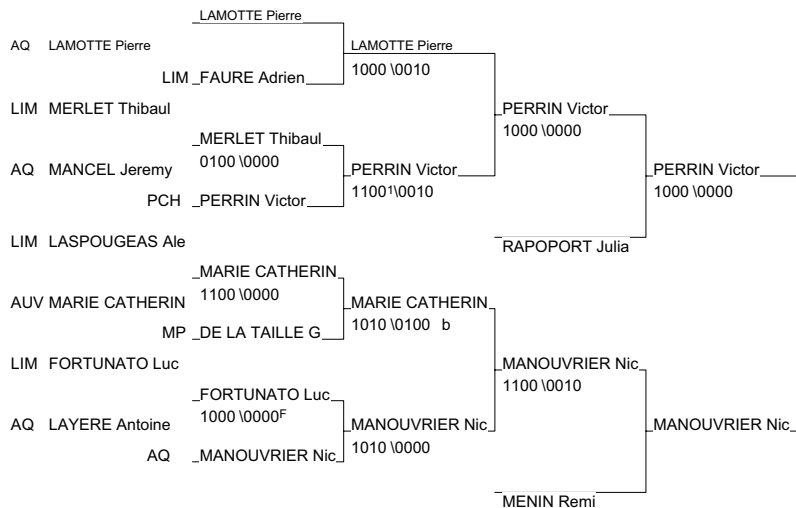 LAMOTTE Pierre
AQ LAMOTTE Pierre LAMOTTE Pierre
1000 \0010
LIM FAURE Adrien
LIM MERLET Thibaul PERRIN Victor
1000 \0000
MERLET Thibaul
0100 \0000
AQ MANCEL Jeremy PERRIN Victor PERRIN Victor
1100¹\0010 1000 \0000
PCH PERRIN Victor
LIM LASPOUGEAS Ale RAPOPORT Julia
MARIE CATHERIN
1100 \0000
AUV MARIE CATHERIN MARIE CATHERIN
1010 \0100 b
MP DE LA TAILLE G
LIM FORTUNATO Luc MANOUVRIER Nic
1100 \0010
FORTUNATO Luc
1000 \0000F
AQ LAYERE Antoine MANOUVRIER Nic MANOUVRIER Nic
1010 \0000
AQ MANOUVRIER Nic
MENIN Remi